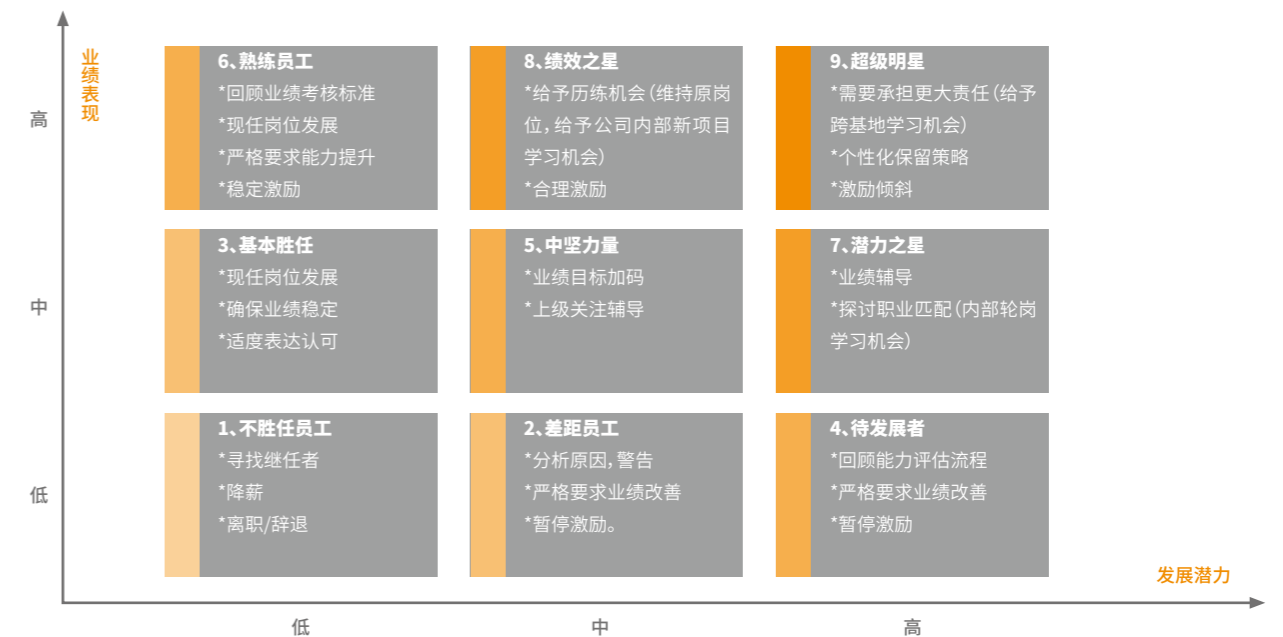 业绩表现
高
6、熟练员工
*回顾业绩考核标准
*现任岗位发展
*严格要求能力提升
*稳定激励
8、绩效之星
*给予历练机会（维持原岗
位，给予公司内部新项目
学习机会）
*合理激励
9、超级明星
*需要承担更大责任（给予
跨基地学习机会）
*个性化保留策略
*激励倾斜
中
3、基本胜任
*现任岗位发展
*确保业绩稳定
*适度表达认可
5、中坚力量
*业绩目标加码
*上级关注辅导
7、潜力之星
*业绩辅导
*探讨职业匹配（内部轮岗
学习机会）
低
1、不胜任员工
*寻找继任者
*降薪
*离职/辞退
2、差距员工
*分析原因，警告
*严格要求业绩改善
*暂停激励。
4、待发展者
*回顾能力评估流程
*严格要求业绩改善
*暂停激励
发展潜力
低
中
高